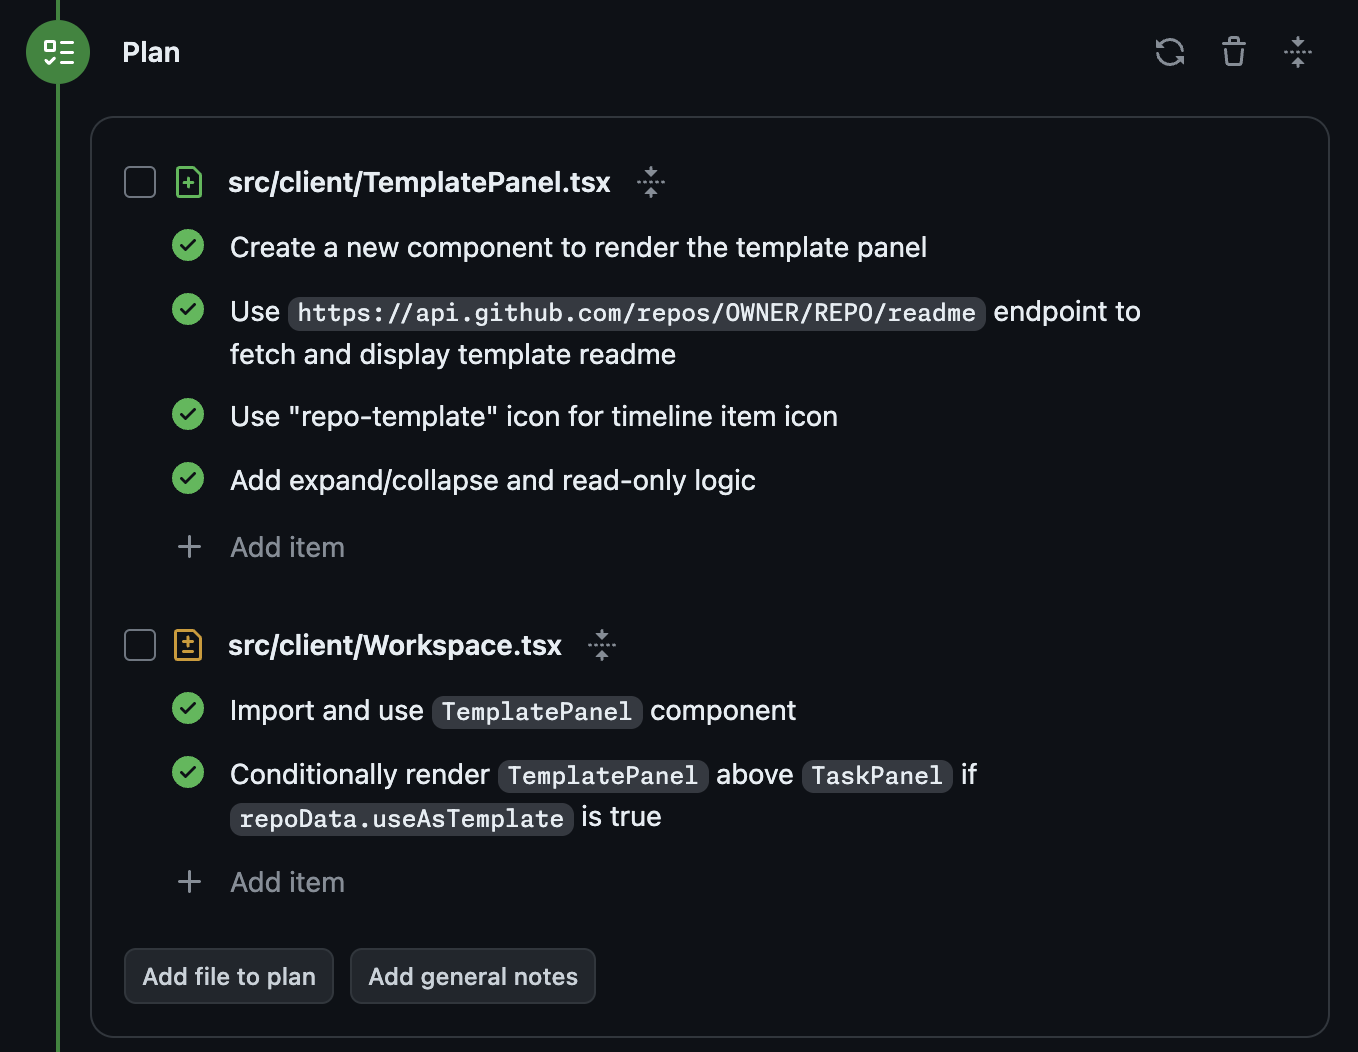 Plan
src/client/TemplatePanel.tsx
Create a new component to render the template panel
Use https://api.github.com/repos/OWNER/REPO/readme endpoint to
fetch and display template readme
Use "repo-template" icon for timeline item icon
Add expand/collapse and read-only logic
Add item
src/client/Workspace.tsx
Import and use TemplatePanel component
Conditionally render TemplatePanel above TaskPanel if
repoData.useAsTemplate is true
Add item
Add file to plan
Add general notes